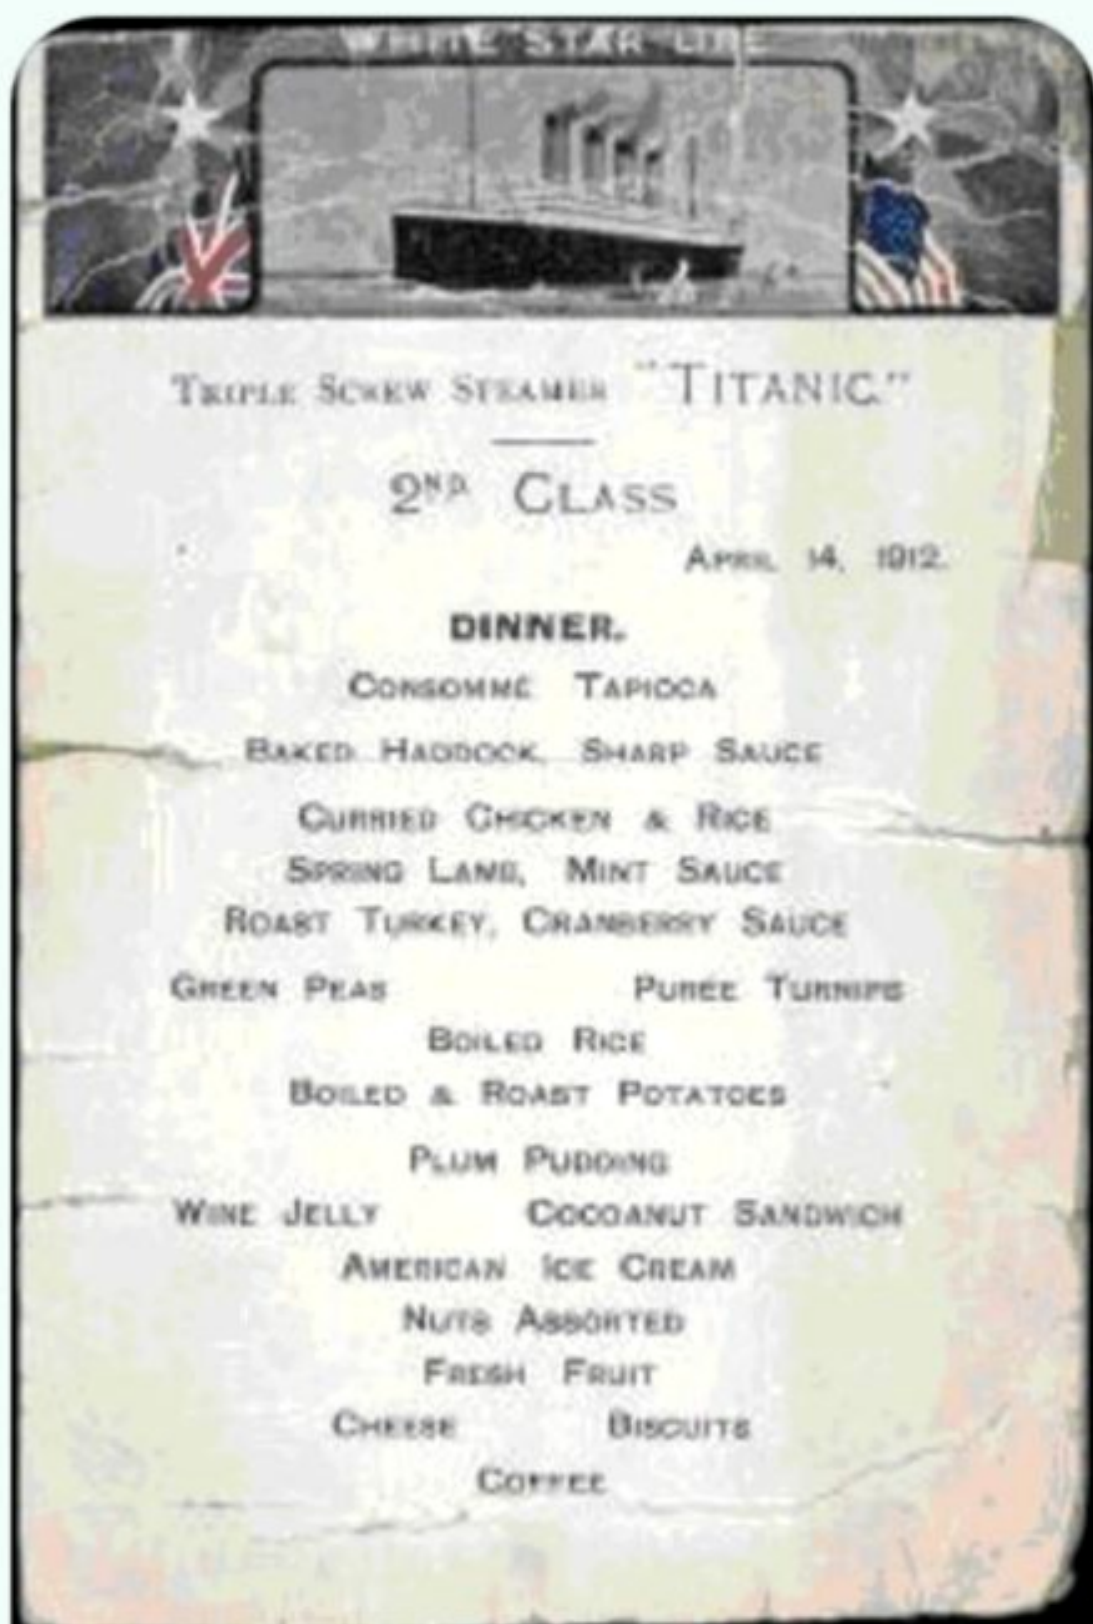 WHITE STAR LINE
TRIPLE SCREW STEAMER "TITANIC."
2ND. CLASS
APRIL 14, 1912.
DINNER.
CONSOMMÉ TAPIOCA
BAKED HADDOCK, SHARP SAUCE
CURRIED CHICKEN & RICE
SPRING LAMB, MINT SAUCE
ROAST TURKEY, CRANBERRY SAUCE
GREEN PEAS PURÉE TURNIPS
BOILED RICE
BOILED & ROAST POTATOES
PLUM PUDDING
WINE JELLY COCOANUT SANDWICH
AMERICAN ICE CREAM
NUTS ASSORTED
FRESH FRUIT
CHEESE BISCUITS
COFFEE